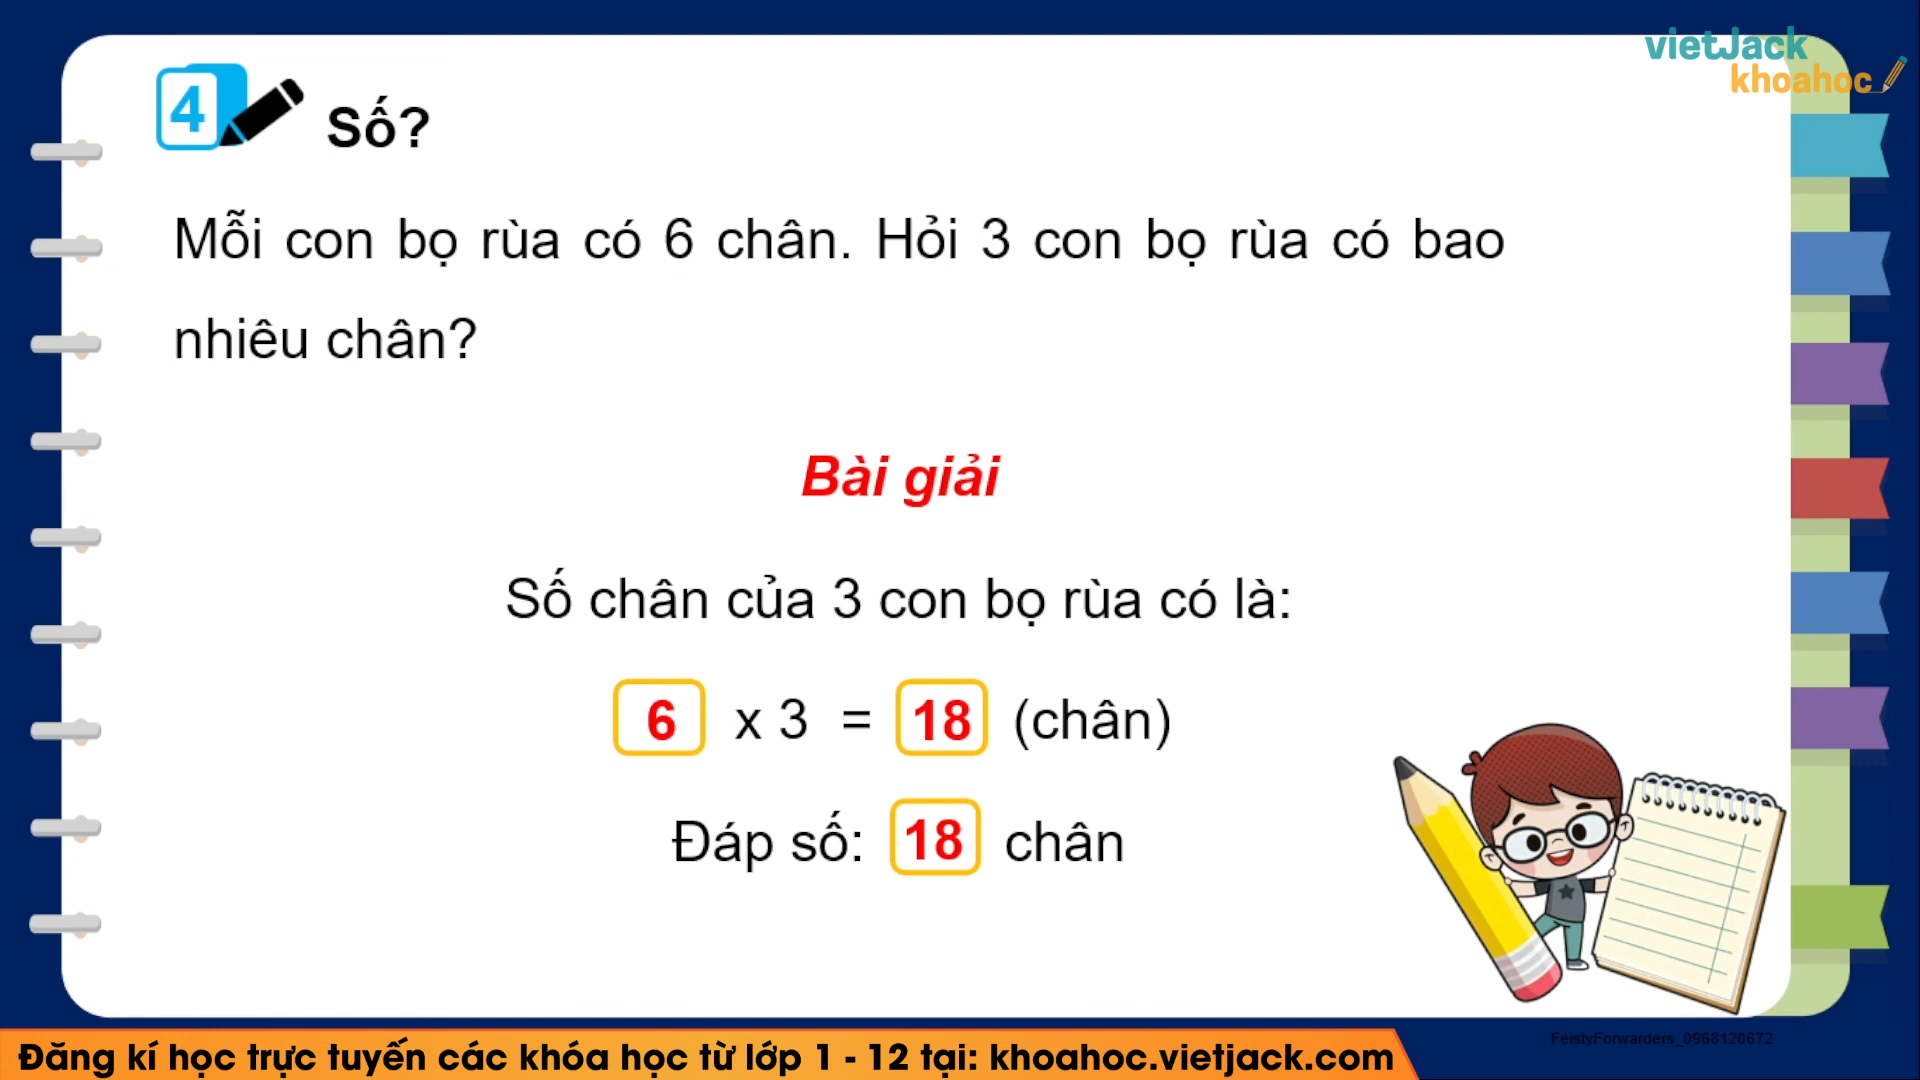 vietJack
khoahoc
4
Số?
Mỗi con bọ rùa có 6 chân. Hỏi 3 con bọ rùa có bao
nhiêu chân?
Bài giải
Số chân của 3 con bọ rùa có là:
6 x 3 = 18 (chân)
Đáp số: 18 chân
FeistyForwarders_0968120672
Đăng kí học trực tuyến các khóa học từ lớp 1 - 12 tại: khoahoc.vietjack.com